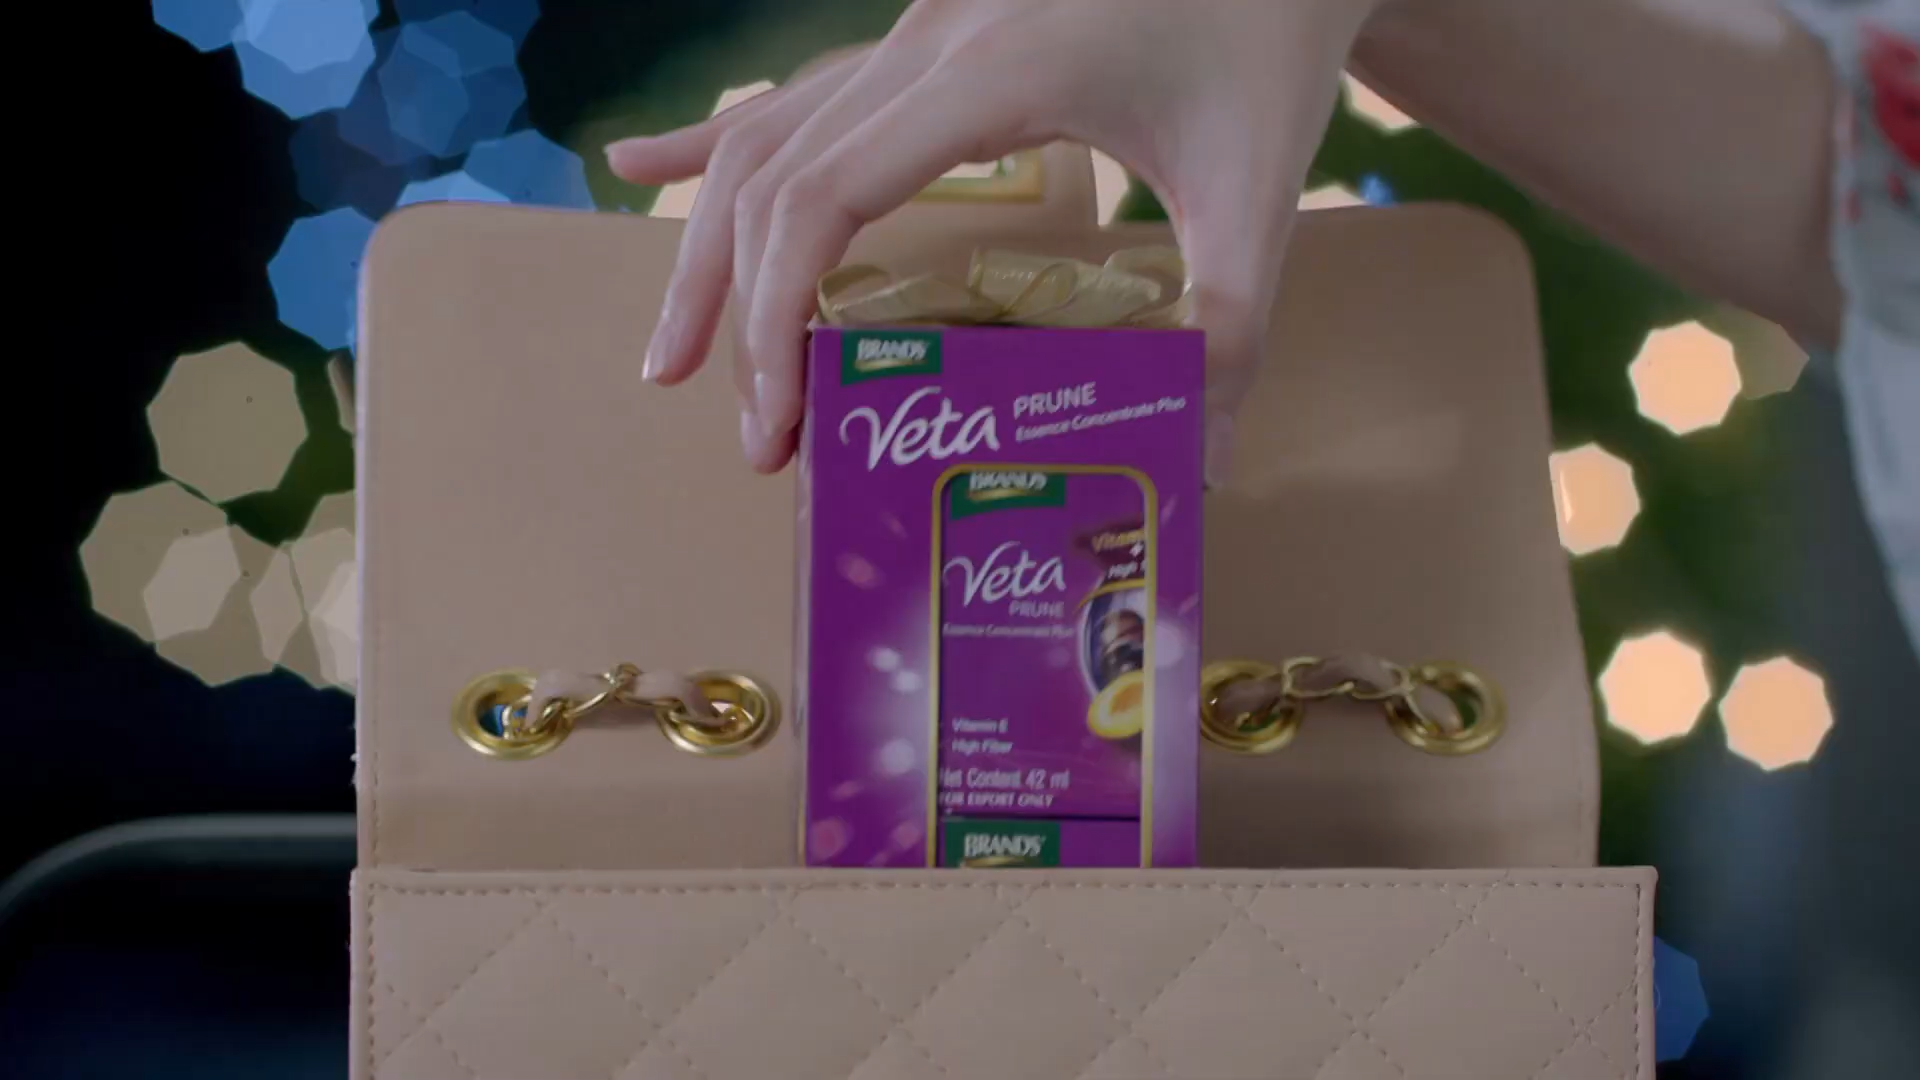 BRAND'S®
Veta PRUNE
Essence Concentrate Plus
BRAND'S
Veta
PRUNE
Essence Concentrate Plus
Vitamin E
High Fiber
Net Content 42 ml
FOR EXPORT ONLY
BRAND'S®